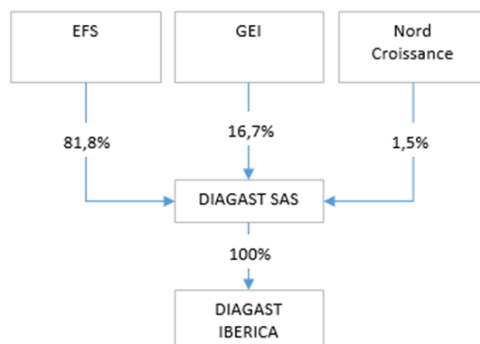 EFS
GEI
Nord
Croissance
81,8%
16,7%
1,5%
DIAGAST SAS
100%
DIAGAST
IBERICA